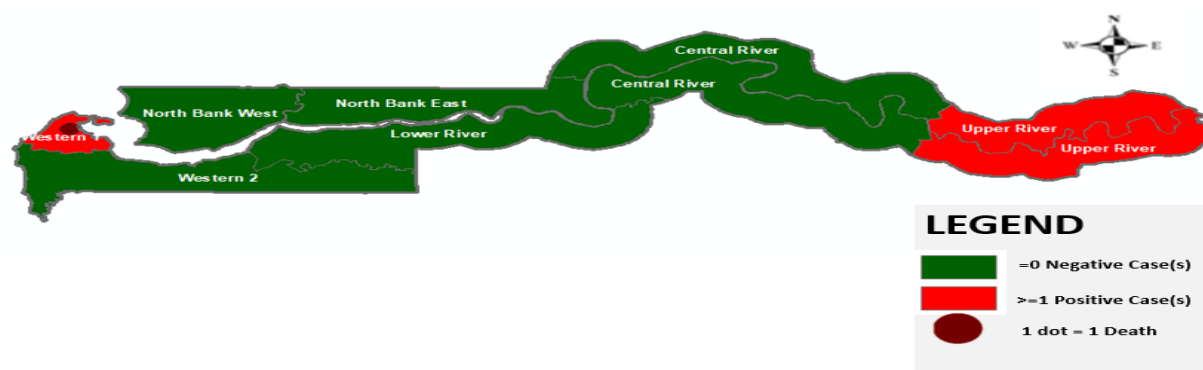 N
W E
S
Central River
Central River
North Bank East
North Bank West
Lower River
Western 1
Western 2
Upper River
Upper River
LEGEND
=0 Negative Case(s)
>=1 Positive Case(s)
1 dot = 1 Death